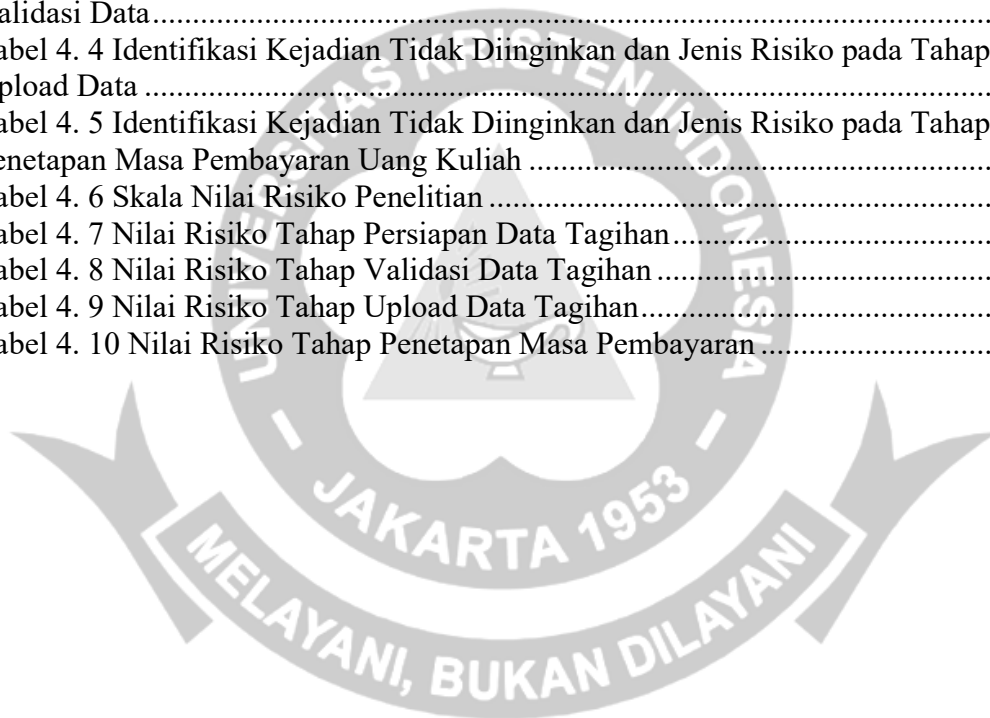 alidasi Data....................................................................................................
abel 4. 4 Identifikasi Kejadian Tidak Diinginkan dan Jenis Risiko pada Tahap
pload Data ....................................................................................................
abel 4. 5 Identifikasi Kejadian Tidak Diinginkan dan Jenis Risiko pada Tahap
enetapan Masa Pembayaran Uang Kuliah ......................................................
abel 4. 6 Skala Nilai Risiko Penelitian ...........................................................
abel 4. 7 Nilai Risiko Tahap Persiapan Data Tagihan.....................................
abel 4. 8 Nilai Risiko Tahap Validasi Data Tagihan .......................................
abel 4. 9 Nilai Risiko Tahap Upload Data Tagihan.........................................
abel 4. 10 Nilai Risiko Tahap Penetapan Masa Pembayaran ..........................
UNIVERSITAS KRISTEN INDONESIA
- JAKARTA 1953 -
MELAYANI, BUKAN DILAYANI